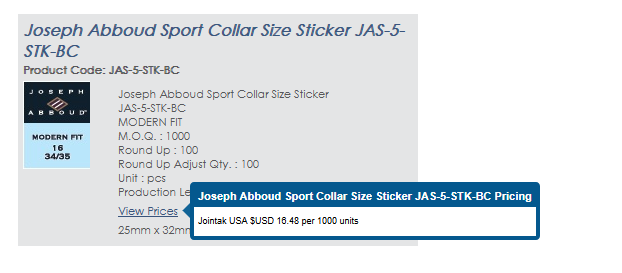 Joseph Abboud Sport Collar Size Sticker JAS-5-
STK-BC
Product Code: JAS-5-STK-BC
JOSEPH
ABBOUD
MODERN FIT
16
34/35
Joseph Abboud Sport Collar Size Sticker
JAS-5-STK-BC
MODERN FIT
M.O.Q. : 1000
Round Up : 100
Round Up Adjust Qty. : 100
Unit : pcs
Production Le
View Prices
25mm x 32mm
Joseph Abboud Sport Collar Size Sticker JAS-5-STK-BC Pricing
Jointak USA $USD 16.48 per 1000 units